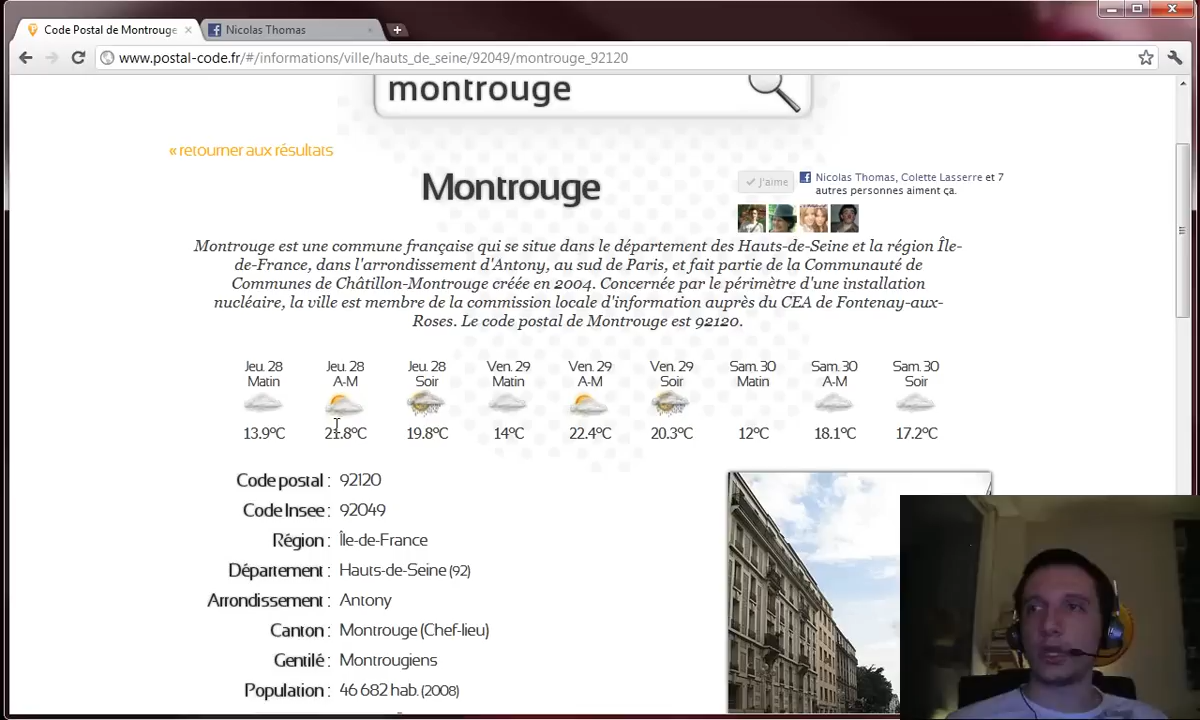 Code Postal de Montrouge
Nicolas Thomas
www.postal-code.fr/#/informations/ville/hauts_de_seine/92049/montrouge_92120
montrouge
« retourner aux résultats
Montrouge
J'aime
Nicolas Thomas, Colette Lasserre et 7
autres personnes aiment ça.
Montrouge est une commune française qui se situe dans le département des Hauts-de-Seine et la région Île-
de-France, dans l'arrondissement d'Antony, au sud de Paris, et fait partie de la Communauté de
Communes de Châtillon-Montrouge créée en 2004. Concernée par le périmètre d'une installation
nucléaire, la ville est membre de la commission locale d'information auprès du CEA de Fontenay-aux-
Roses. Le code postal de Montrouge est 92120.
Jeu. 28 Jeu. 28 Jeu. 28 Ven. 29 Ven. 29 Ven. 29 Sam. 30 Sam. 30 Sam. 30
Matin A-M Soir Matin A-M Soir Matin A-M Soir
13.9°C 21.8°C 19.8°C 14°C 22.4°C 20.3°C 12°C 18.1°C 17.2°C
Code postal : 92120
Code Insee : 92049
Région : Île-de-France
Département : Hauts-de-Seine (92)
Arrondissement : Antony
Canton : Montrouge (Chef-lieu)
Gentilé : Montrougiens
Population : 46 682 hab. (2008)